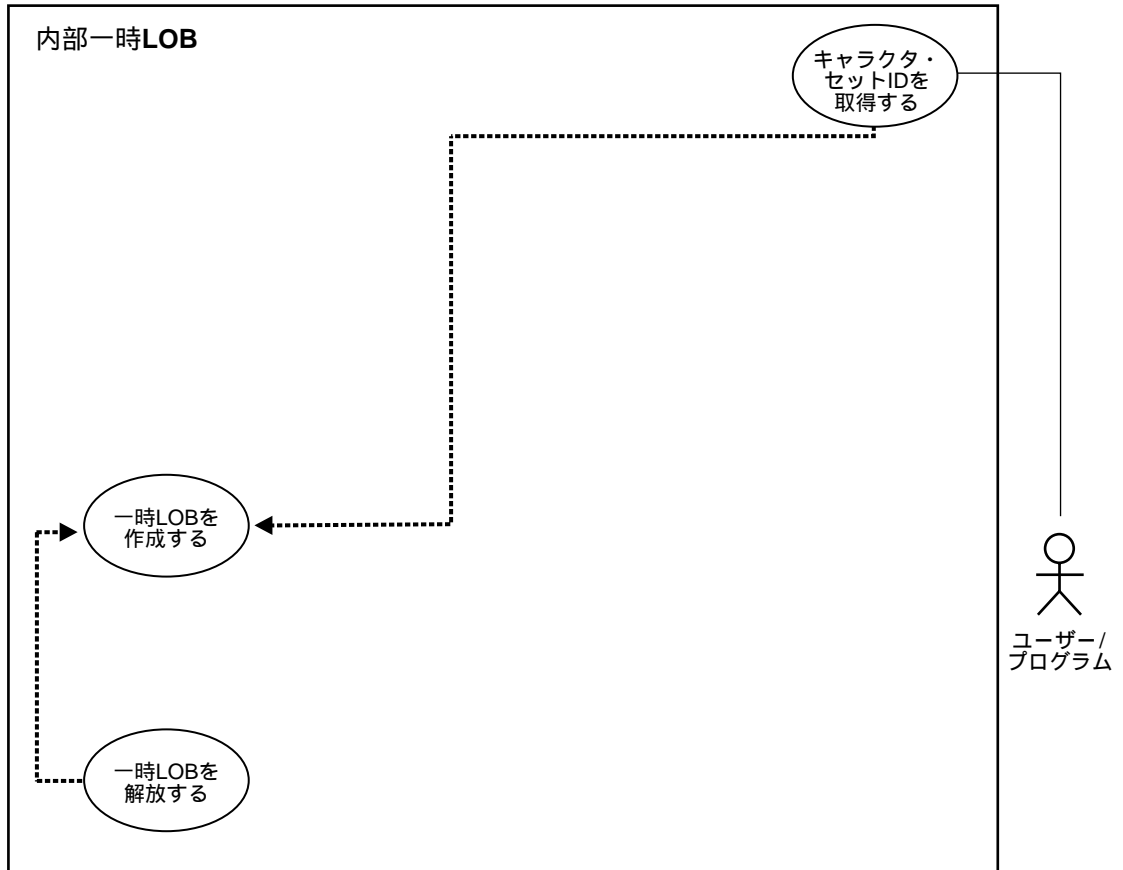 内部一時LOB
キャラクタ・
セットIDを
取得する
一時LOBを
作成する
ユーザー/
プログラム
一時LOBを
解放する